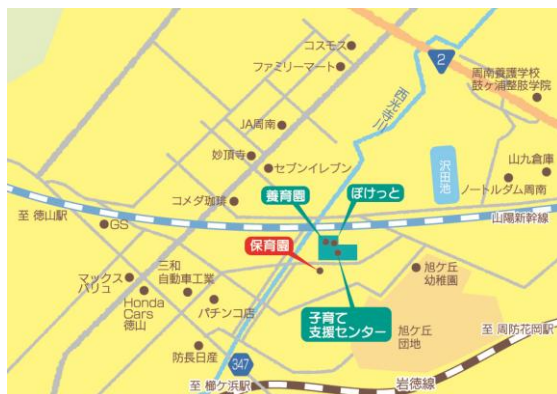 コスモス
ファミリーマート
2
周南養護学校
鼓ヶ浦整肢学院
西光寺川
JA周南
妙頂寺
セブンイレブン
沢田池
山九倉庫
ノートルダム周南
コメダ珈琲
養育園
ぽけっと
至 徳山駅
GS
山陽新幹線
保育園
マックス
バリュ
三和
自動車工業
Honda
Cars
徳山
パチンコ店
旭ケ丘
幼稚園
子育て
支援センター
旭ケ丘
団地
至 周防花岡駅
防長日産
347
至 櫛ケ浜駅
岩徳線